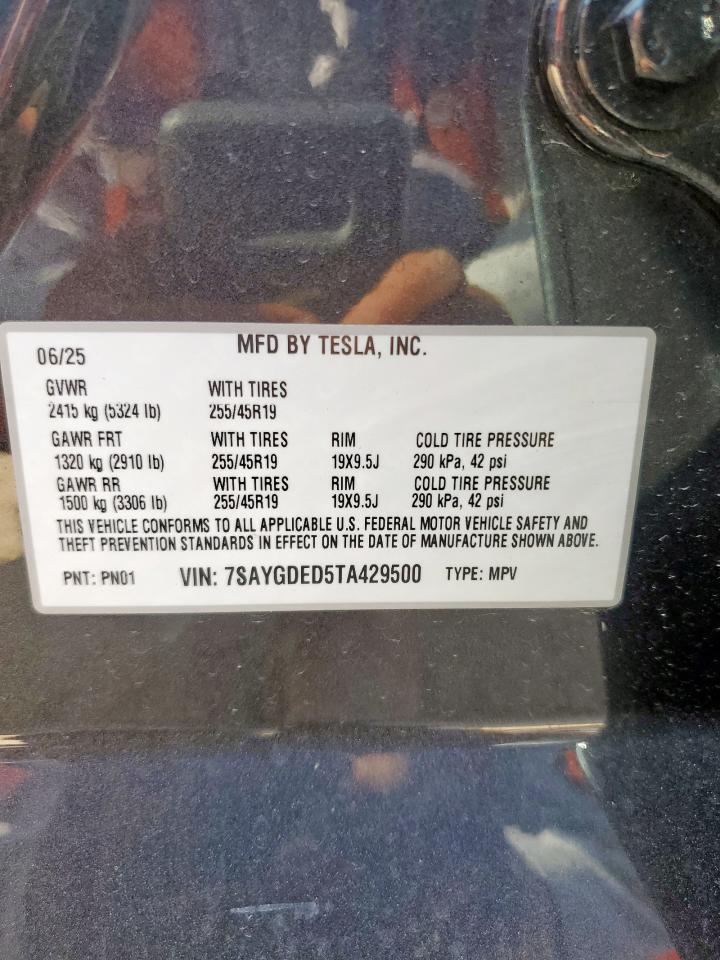 MFD BY TESLA, INC.
06/25
GVWR WITH TIRES
2415 kg (5324 lb) 255/45R19
GAWR FRT WITH TIRES RIM COLD TIRE PRESSURE
1320 kg (2910 lb) 255/45R19 19X9.5J 290 kPa, 42 psi
GAWR RR WITH TIRES RIM COLD TIRE PRESSURE
1500 kg (3306 lb) 255/45R19 19X9.5J 290 kPa, 42 psi
THIS VEHICLE CONFORMS TO ALL APPLICABLE U.S. FEDERAL MOTOR VEHICLE SAFETY AND
THEFT PREVENTION STANDARDS IN EFFECT ON THE DATE OF MANUFACTURE SHOWN ABOVE.
PNT: PN01 VIN: 7SAYGDED5TA429500 TYPE: MPV